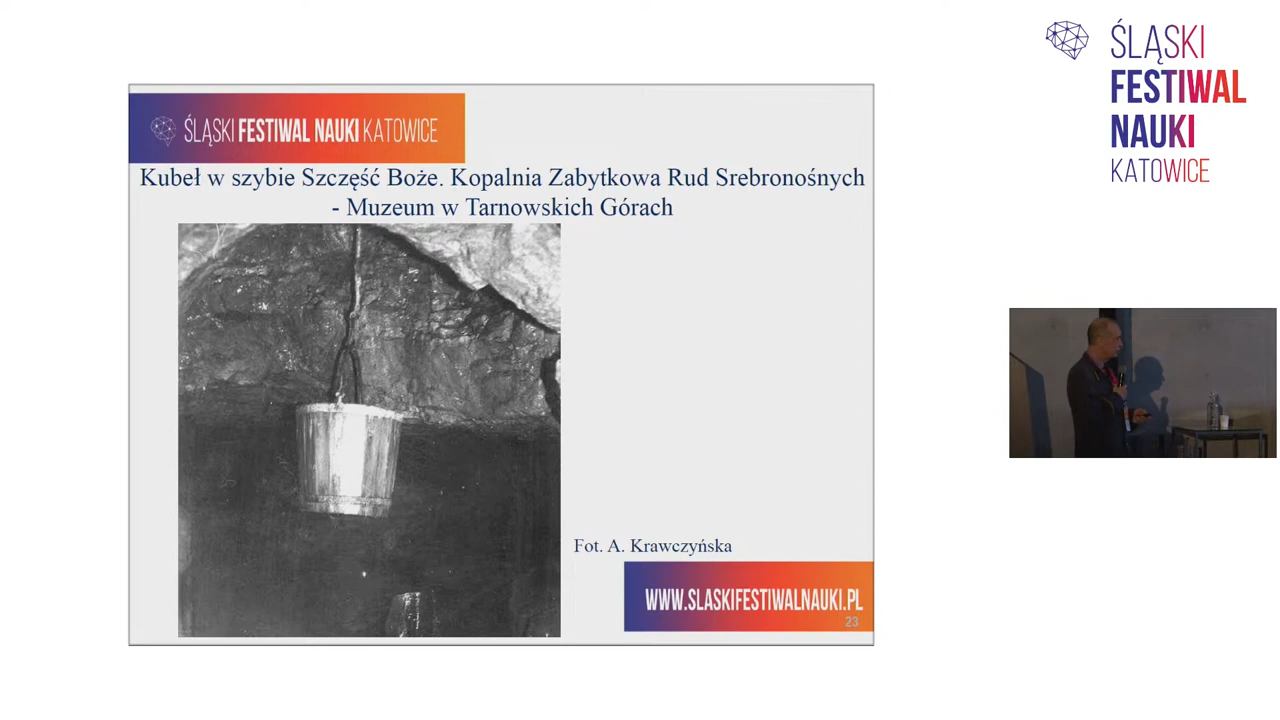 ŚLĄSKI
FESTIWAL
NAUKI
KATOWICE
ŚLĄSKI FESTIWAL NAUKI KATOWICE
Kubeł w szybie Szczęść Boże. Kopalnia Zabytkowa Rud Srebronośnych
- Muzeum w Tarnowskich Górach
Fot. A. Krawczyńska
WWW.SLASKIFESTIWALNAUKI.PL
23